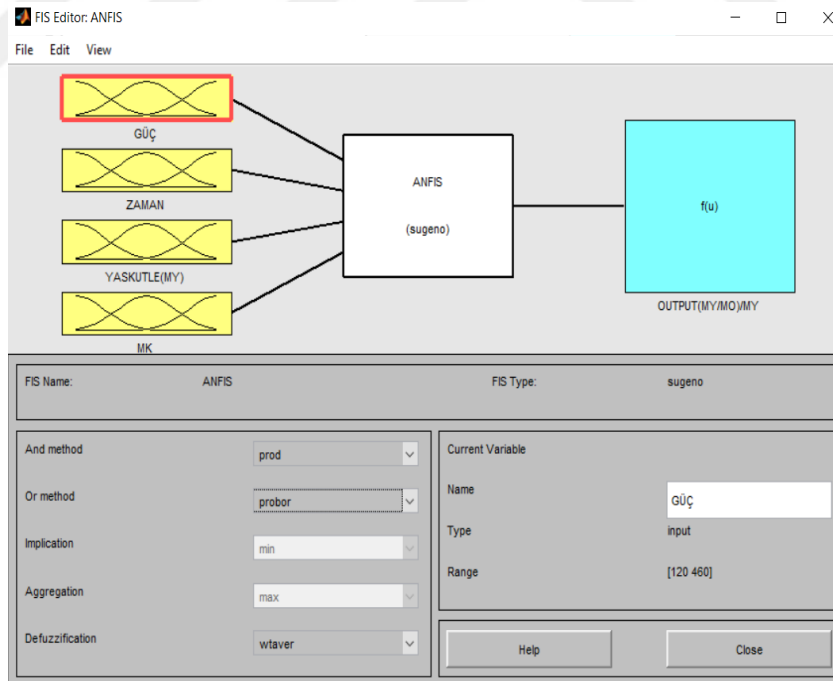 FIS Editor: ANFIS
File Edit View
GÜÇ
ZAMAN
YASKUTLE(MY)
MK
ANFIS
(sugeno)
f(u)
OUTPUT(MY/MO)/MY
FIS Name: ANFIS FIS Type: sugeno
And method prod
Or method probor
Implication min
Aggregation max
Defuzzification wtaver
Current Variable
Name GÜÇ
Type input
Range [120 460]
Help Close